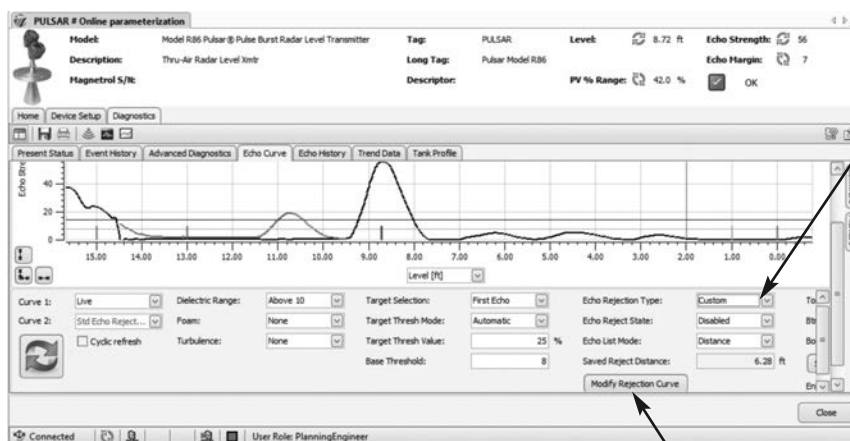 PULSAR # Online parameterization
Model: Model R86 Pulsar® Pulse Burst Radar Level Transmitter Tag: PULSAR Level: 8.72 ft Echo Strength: 56
Description: Thru-Air Radar Level Xmtr Long Tag: Pulsar Model R86 Echo Margin: 7
Magnetrol S/N: Descriptor: PV % Range: 42.0 % OK
Home Device Setup Diagnostics
Present Status Event History Advanced Diagnostics Echo Curve Echo History Trend Data Tank Profile
Echo Stre
40
20
0
15.00 14.00 13.00 12.00 11.00 10.00 9.00 8.00 7.00 6.00 5.00 4.00 3.00 2.00 1.00 0.00
Level [ft]
Curve 1: Live Dielectric Range: Above 10 Target Selection: First Echo Echo Rejection Type: Custom To
Curve 2: Std Echo Reject... Foam: None Target Thresh Mode: Automatic Echo Reject State: Disabled
Cyclic refresh Turbulence: None Target Thresh Value: 25 % Echo List Mode: Distance Bo
Base Threshold: 8 Saved Reject Distance: 6.28 ft
Modify Rejection Curve En
Close
Connected User Role: PlanningEngineer